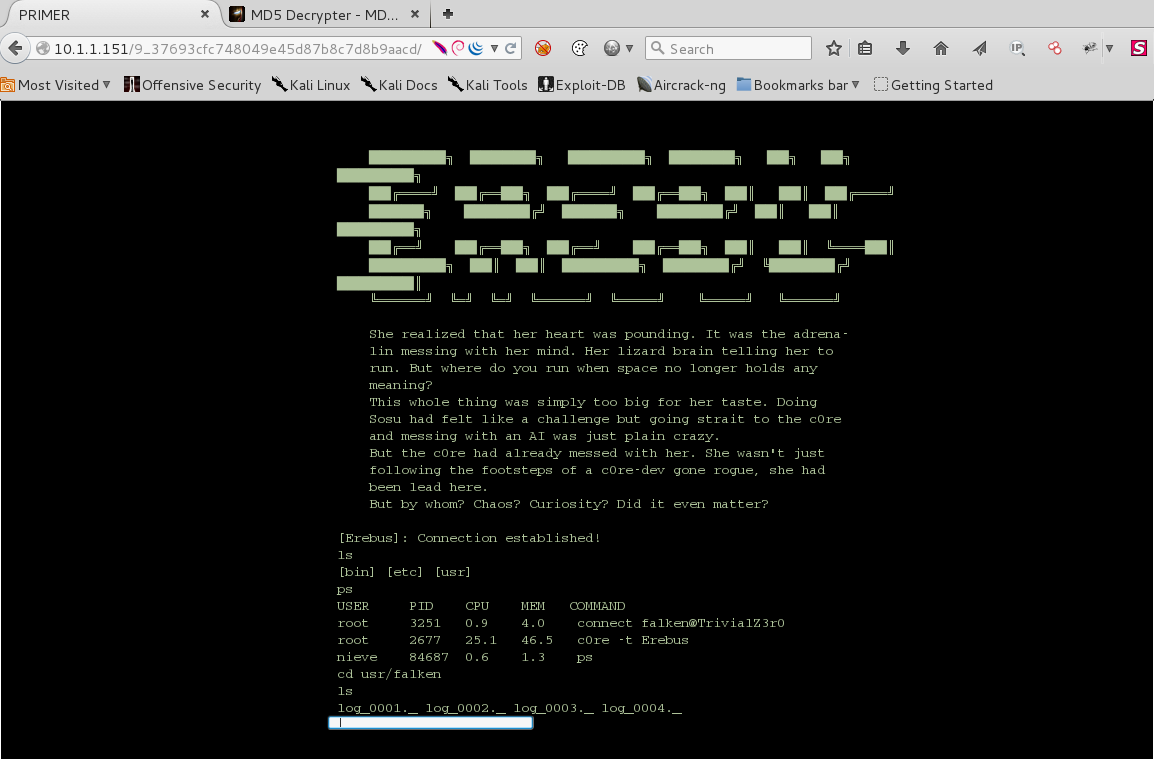 PRIMER
MD5 Decrypter - MD...
10.1.1.151/9_37693cfc748049e45d87b8c7d8b9aacd/
Search
IP
S
Most Visited
Offensive Security
Kali Linux
Kali Docs
Kali Tools
Exploit-DB
Aircrack-ng
Bookmarks bar
Getting Started
She realized that her heart was pounding. It was the adrena-
lin messing with her mind. Her lizard brain telling her to
run. But where do you run when space no longer holds any
meaning?
This whole thing was simply too big for her taste. Doing
Sosu had felt like a challenge but going strait to the c0re
and messing with an AI was just plain crazy.
But the c0re had already messed with her. She wasn't just
following the footsteps of a c0re-dev gone rogue, she had
been lead here.
But by whom? Chaos? Curiosity? Did it even matter?
[Erebus]: Connection established!
ls
[bin] [etc] [usr]
ps
USER PID CPU MEM COMMAND
root 3251 0.9 4.0 connect falken@TrivialZ3r0
root 2677 25.1 46.5 c0re -t Erebus
nieve 84687 0.6 1.3 ps
cd usr/falken
ls
log_0001._ log_0002._ log_0003._ log_0004._